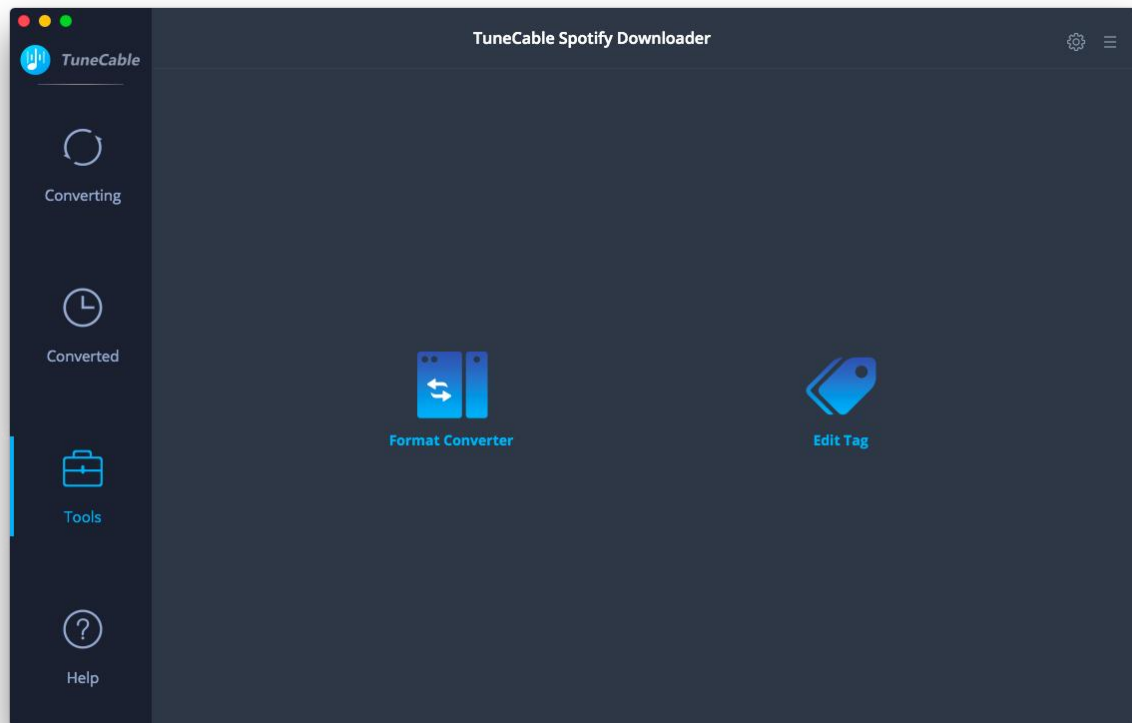 TuneCable Spotify Downloader
TuneCable
Converting
Converted
Format Converter
Edit Tag
Tools
Help